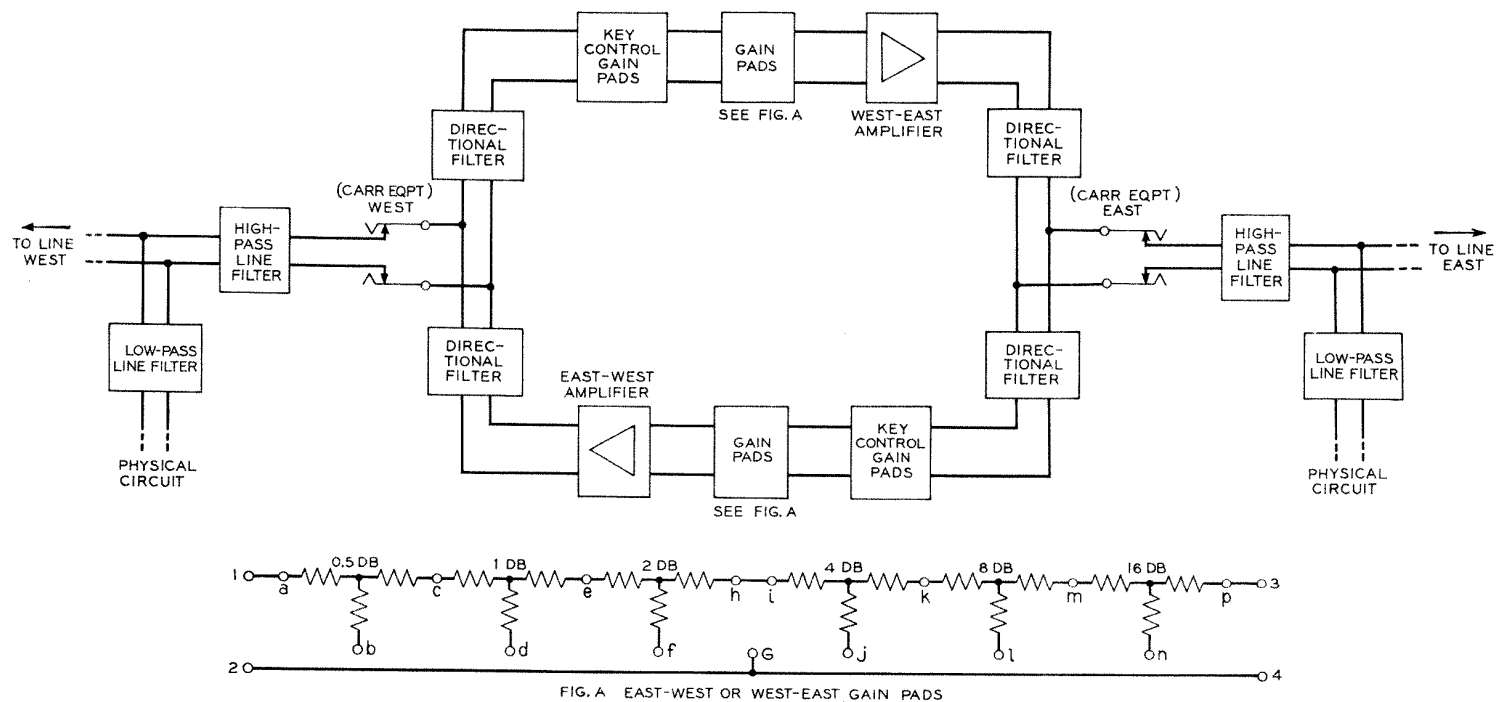 KEY
CONTROL
GAIN
PADS
GAIN
PADS
SEE FIG. A
WEST-EAST
AMPLIFIER
DIREC-
TIONAL
FILTER
DIREC-
TIONAL
FILTER
(CARR EQPT)
WEST
(CARR EQPT)
EAST
TO LINE
WEST
HIGH-
PASS
LINE
FILTER
HIGH-
PASS
LINE
FILTER
TO LINE
EAST
LOW-PASS
LINE FILTER
DIREC-
TIONAL
FILTER
DIREC-
TIONAL
FILTER
LOW-PASS
LINE FILTER
EAST-WEST
AMPLIFIER
GAIN
PADS
KEY
CONTROL
GAIN
PADS
SEE FIG. A
PHYSICAL
CIRCUIT
PHYSICAL
CIRCUIT
0.5 DB
1 DB
2 DB
4 DB
8 DB
16 DB
1
a
c
e
h
i
k
m
p
3
b
d
f
G
j
l
n
2
4
FIG. A EAST-WEST OR WEST-EAST GAIN PADS